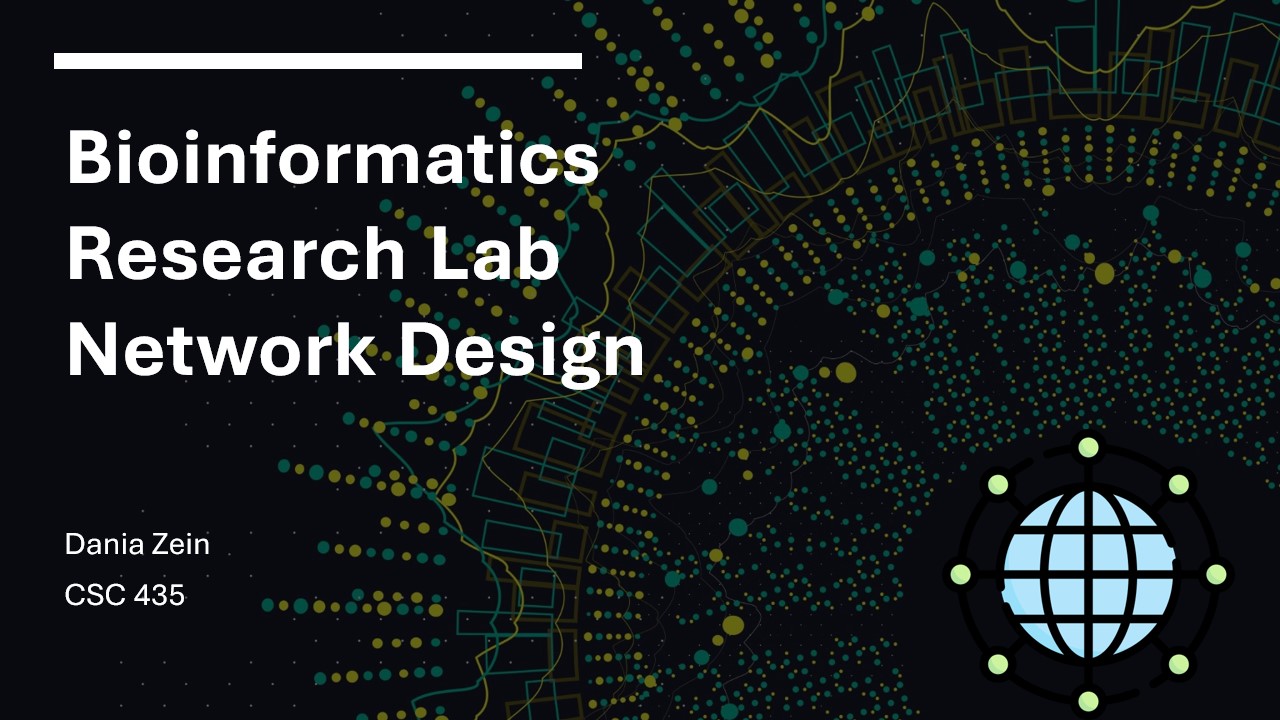 Bioinformatics
Research Lab
Network Design
Dania Zein
CSC 435